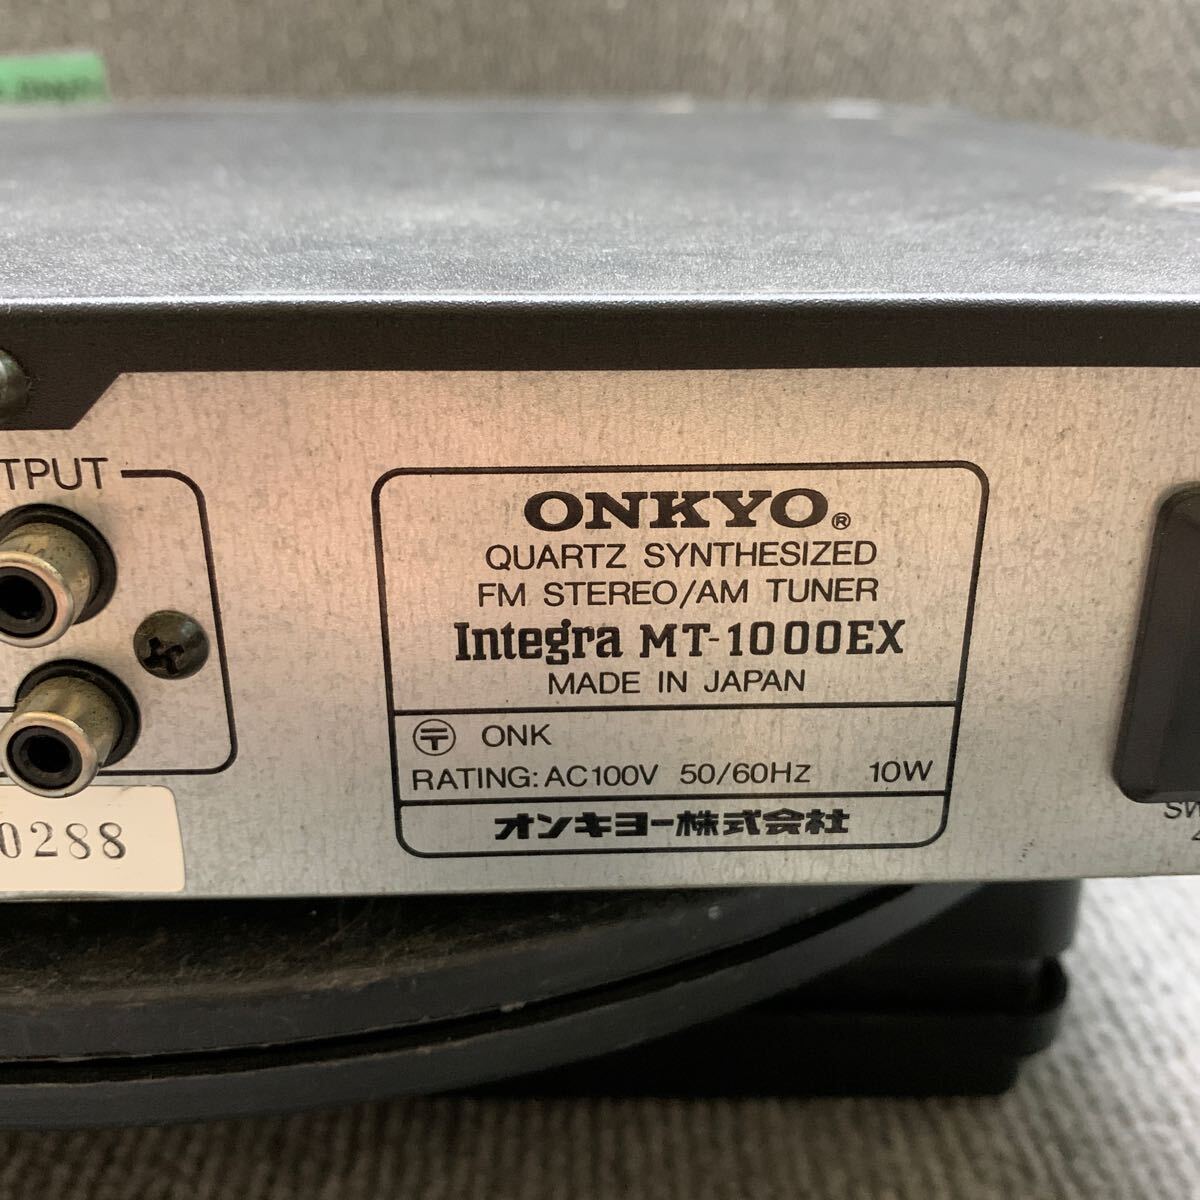 TPUT
ONKYO®
QUARTZ SYNTHESIZED
FM STEREO/AM TUNER
Integra MT-1000EX
MADE IN JAPAN
〶 ONK
RATING: AC100V 50/60Hz 10W
オンキヨー株式会社
0288
SW